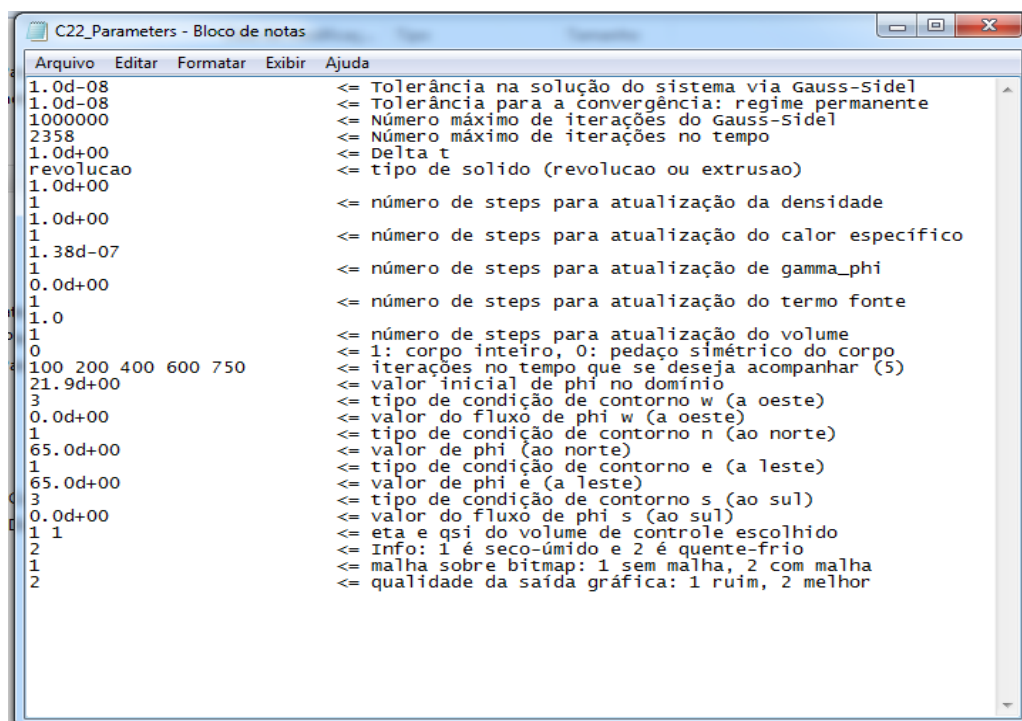 C22_Parameters - Bloco de notas
Arquivo Editar Formatar Exibir Ajuda
1.0d-08 <= Tolerância na solução do sistema via Gauss-Sidel
1.0d-08 <= Tolerância para a convergência: regime permanente
1000000 <= Número máximo de iterações do Gauss-Sidel
2358 <= Número máximo de iterações no tempo
1.0d+00 <= Delta t
revolucao <= tipo de solido (revolucao ou extrusao)
1.0d+00
1 <= número de steps para atualização da densidade
1.0d+00
1 <= número de steps para atualização do calor específico
1.38d-07
1 <= número de steps para atualização de gamma_phi
0.0d+00
1 <= número de steps para atualização do termo fonte
1.0
1 <= número de steps para atualização do volume
0 <= 1: corpo inteiro, 0: pedaço simétrico do corpo
100 200 400 600 750 <= iterações no tempo que se deseja acompanhar (5)
21.9d+00 <= valor inicial de phi no domínio
3 <= tipo de condição de contorno w (a oeste)
0.0d+00 <= valor do fluxo de phi w (a oeste)
1 <= tipo de condição de contorno n (ao norte)
65.0d+00 <= valor de phi (ao norte)
1 <= tipo de condição de contorno e (a leste)
65.0d+00 <= valor de phi e (a leste)
3 <= tipo de condição de contorno s (ao sul)
0.0d+00 <= valor do fluxo de phi s (ao sul)
1 1 <= eta e qsi do volume de controle escolhido
2 <= Info: 1 é seco-úmido e 2 é quente-frio
1 <= malha sobre bitmap: 1 sem malha, 2 com malha
2 <= qualidade da saída gráfica: 1 ruim, 2 melhor